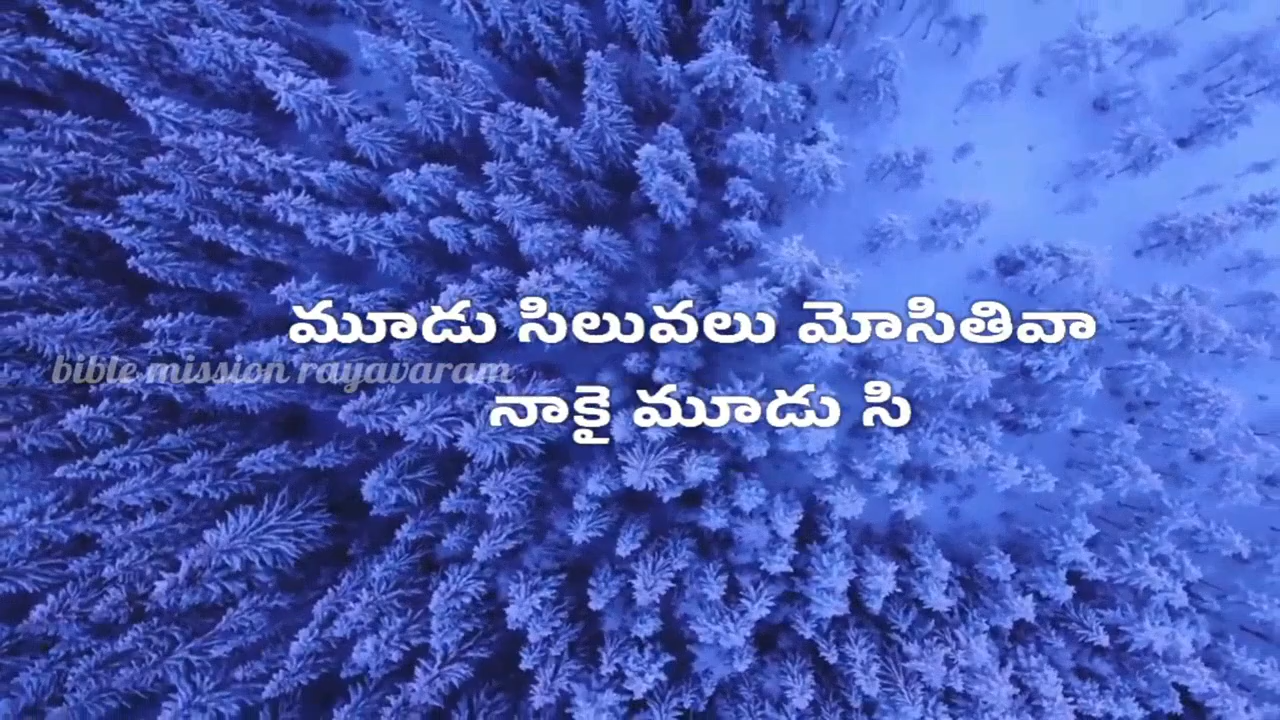 మూడు సిలువలు మోసితివా
bible mission rayavaram
నాకై మూడు సి